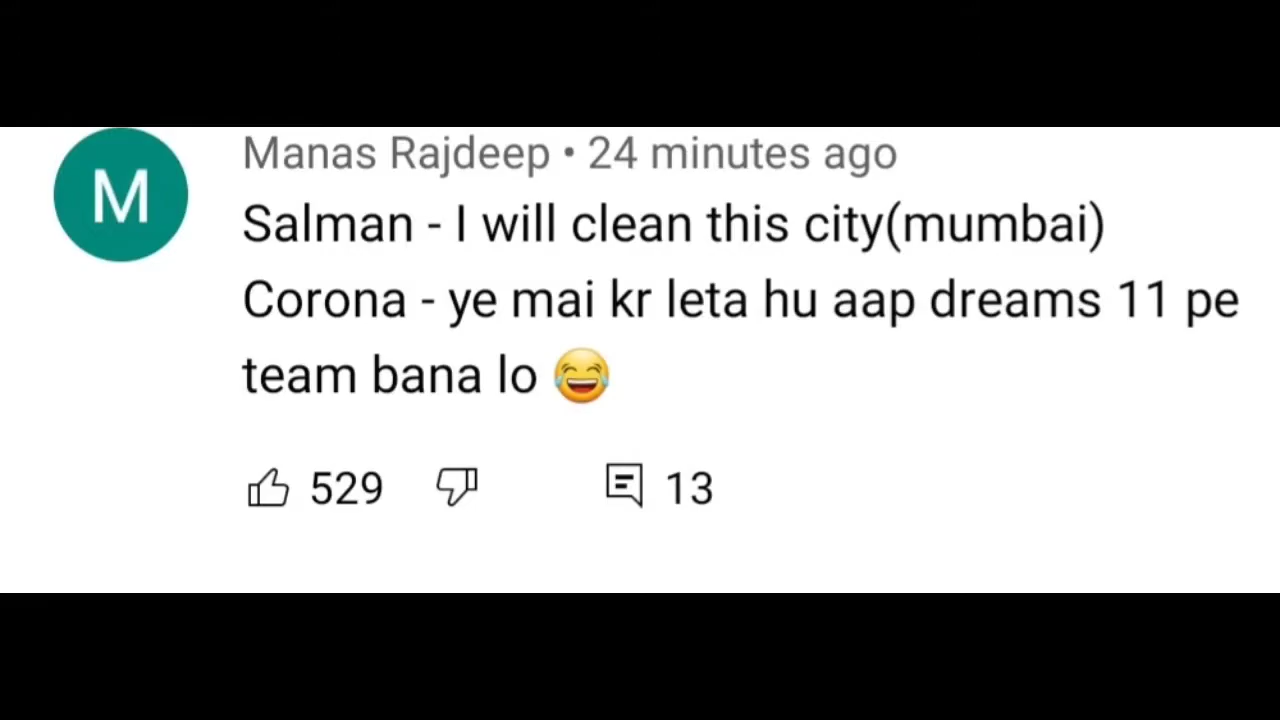 M
Manas Rajdeep • 24 minutes ago
Salman - I will clean this city(mumbai)
Corona - ye mai kr leta hu aap dreams 11 pe
team bana lo 😂
529 13